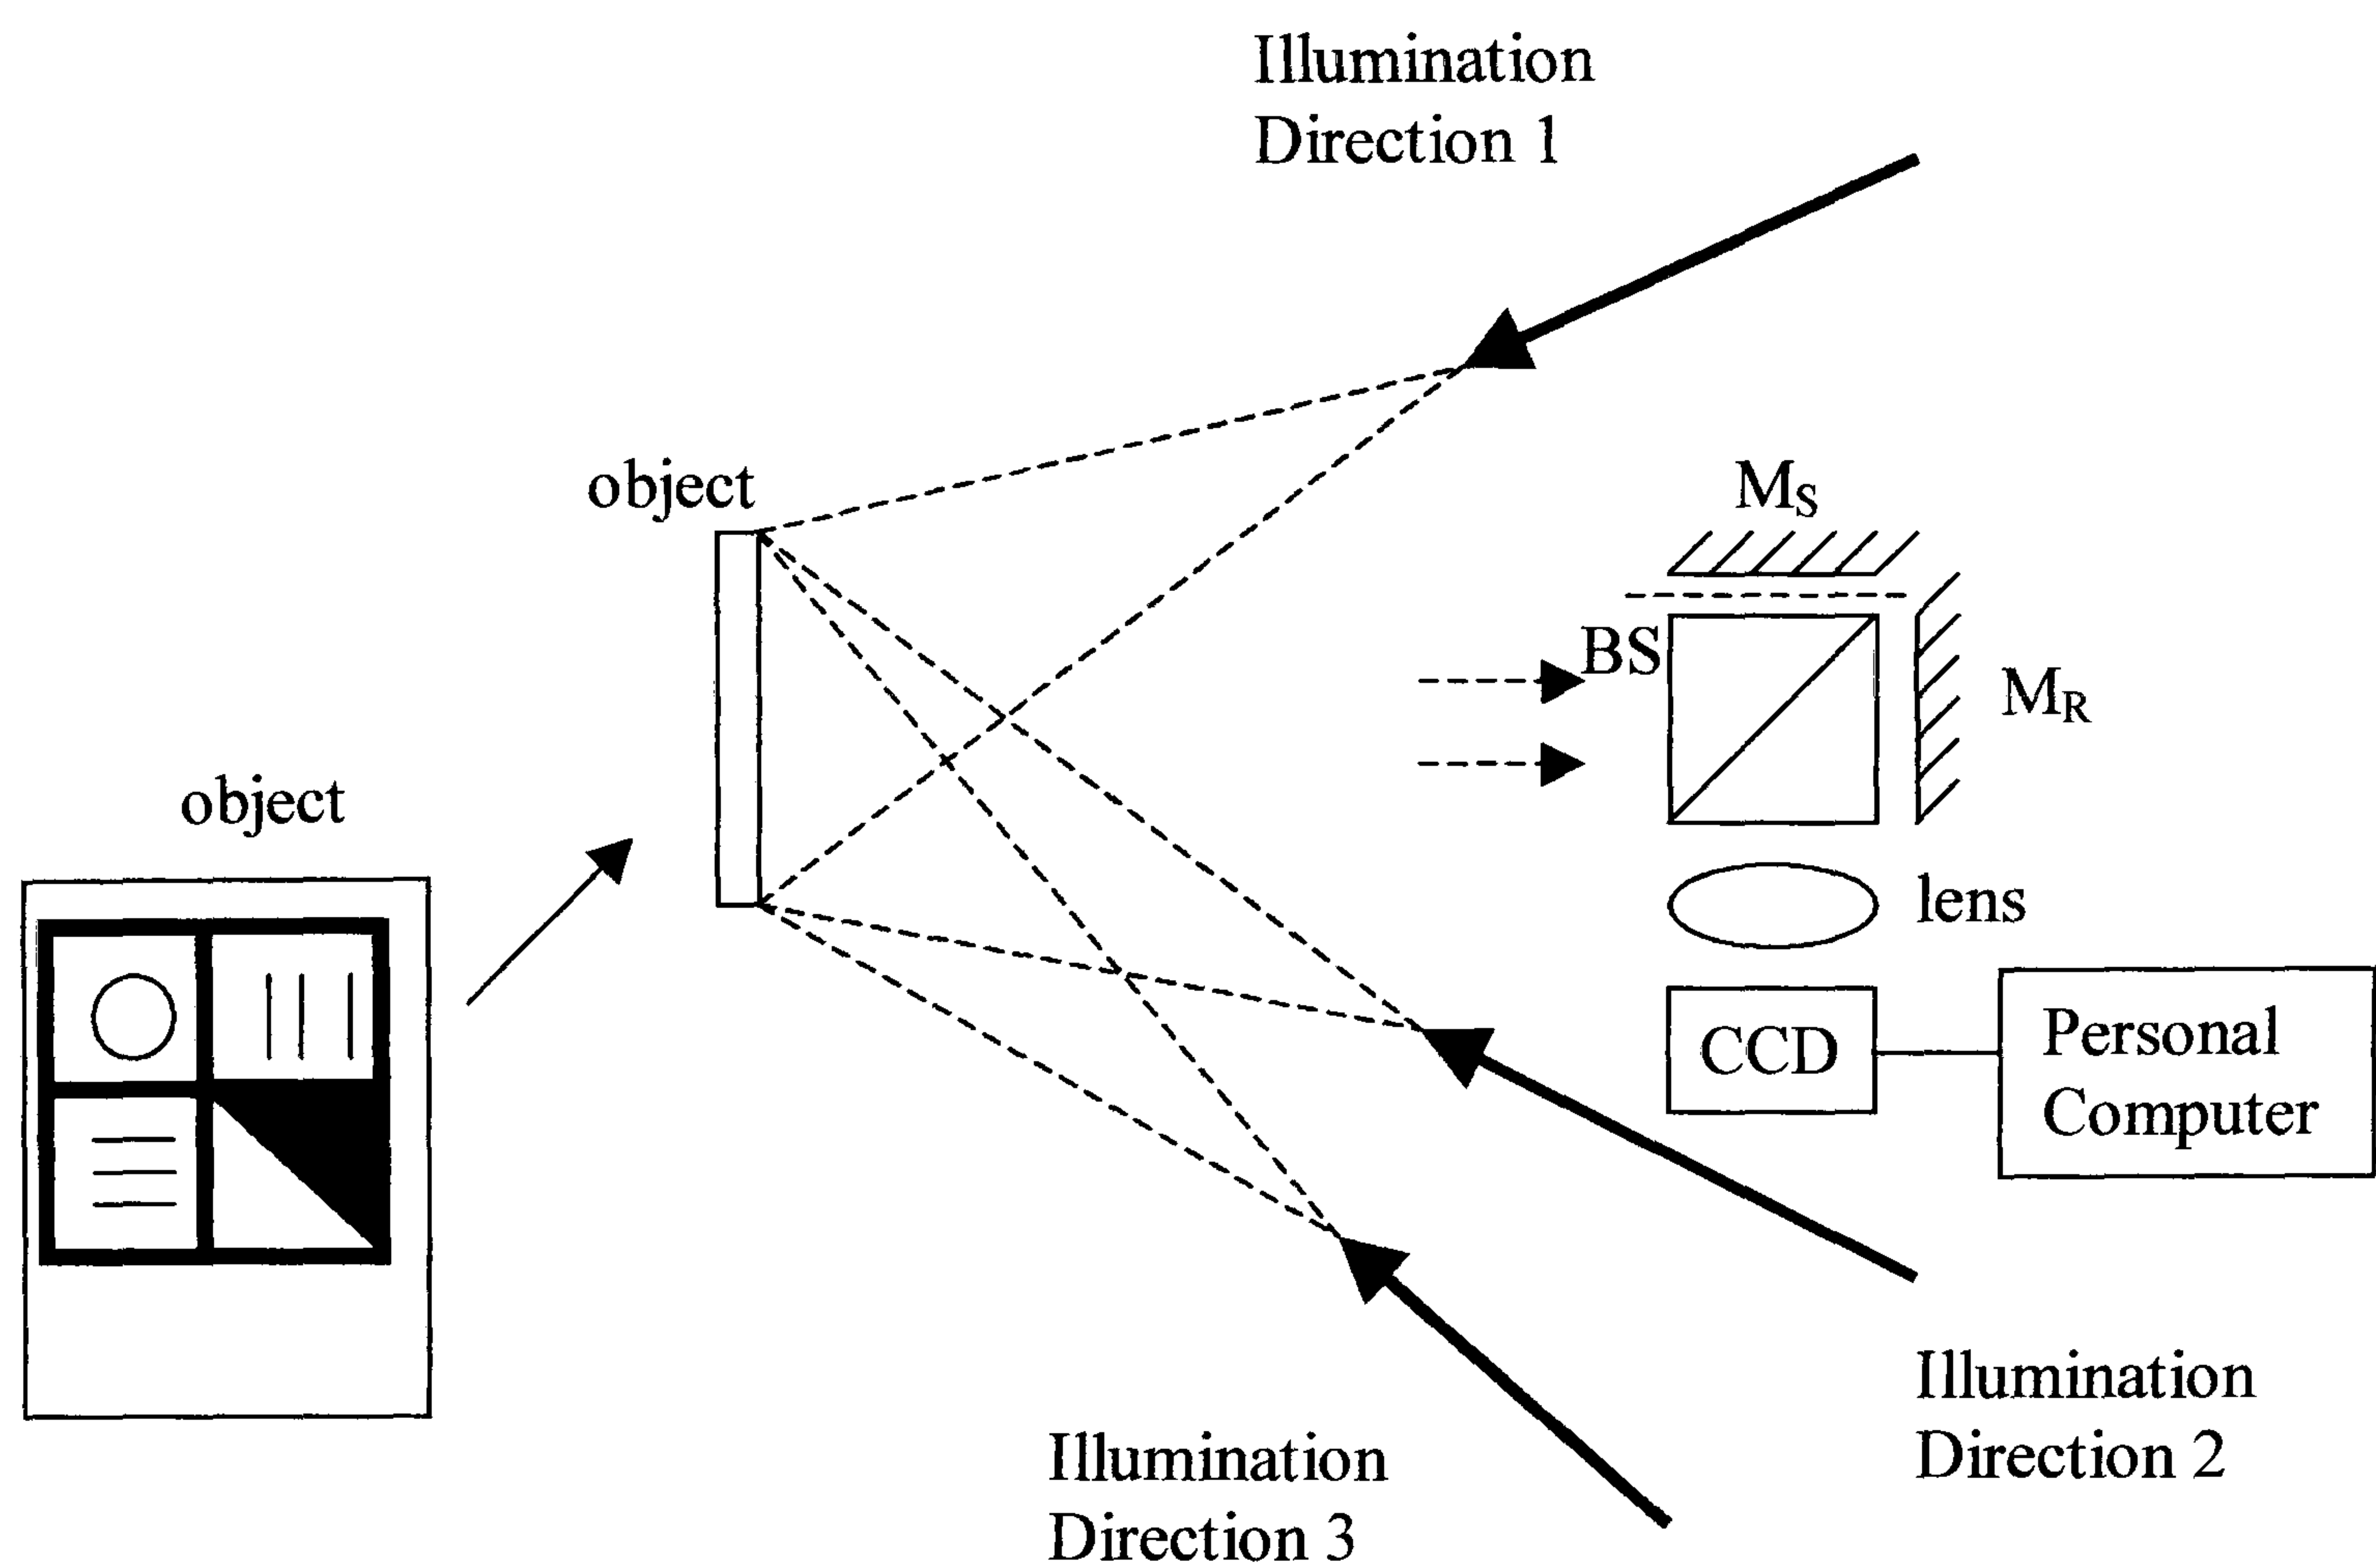 Illumination
Direction 1
object
MS
BS
MR
object
lens
CCD
Personal
Computer
Illumination
Direction 2
Illumination
Direction 3